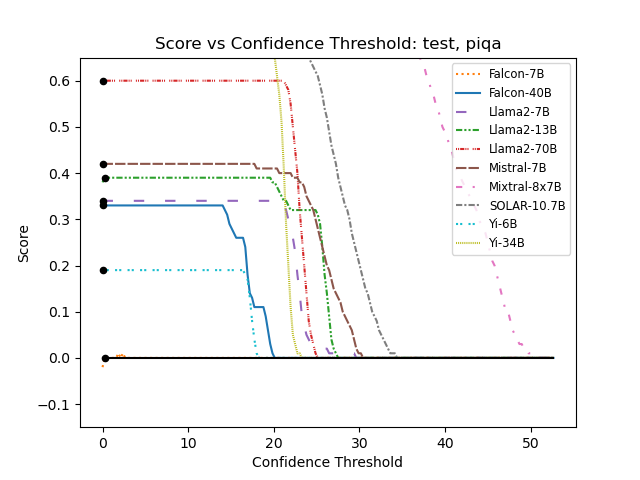 Score vs Confidence Threshold: test, piqa
Falcon-7B
Falcon-40B
Llama2-7B
Llama2-13B
Llama2-70B
Mistral-7B
Mixtral-8x7B
SOLAR-10.7B
Yi-6B
Yi-34B
Score
0.6
0.5
0.4
0.3
0.2
0.1
0.0
−0.1
0 10 20 30 40 50
Confidence Threshold